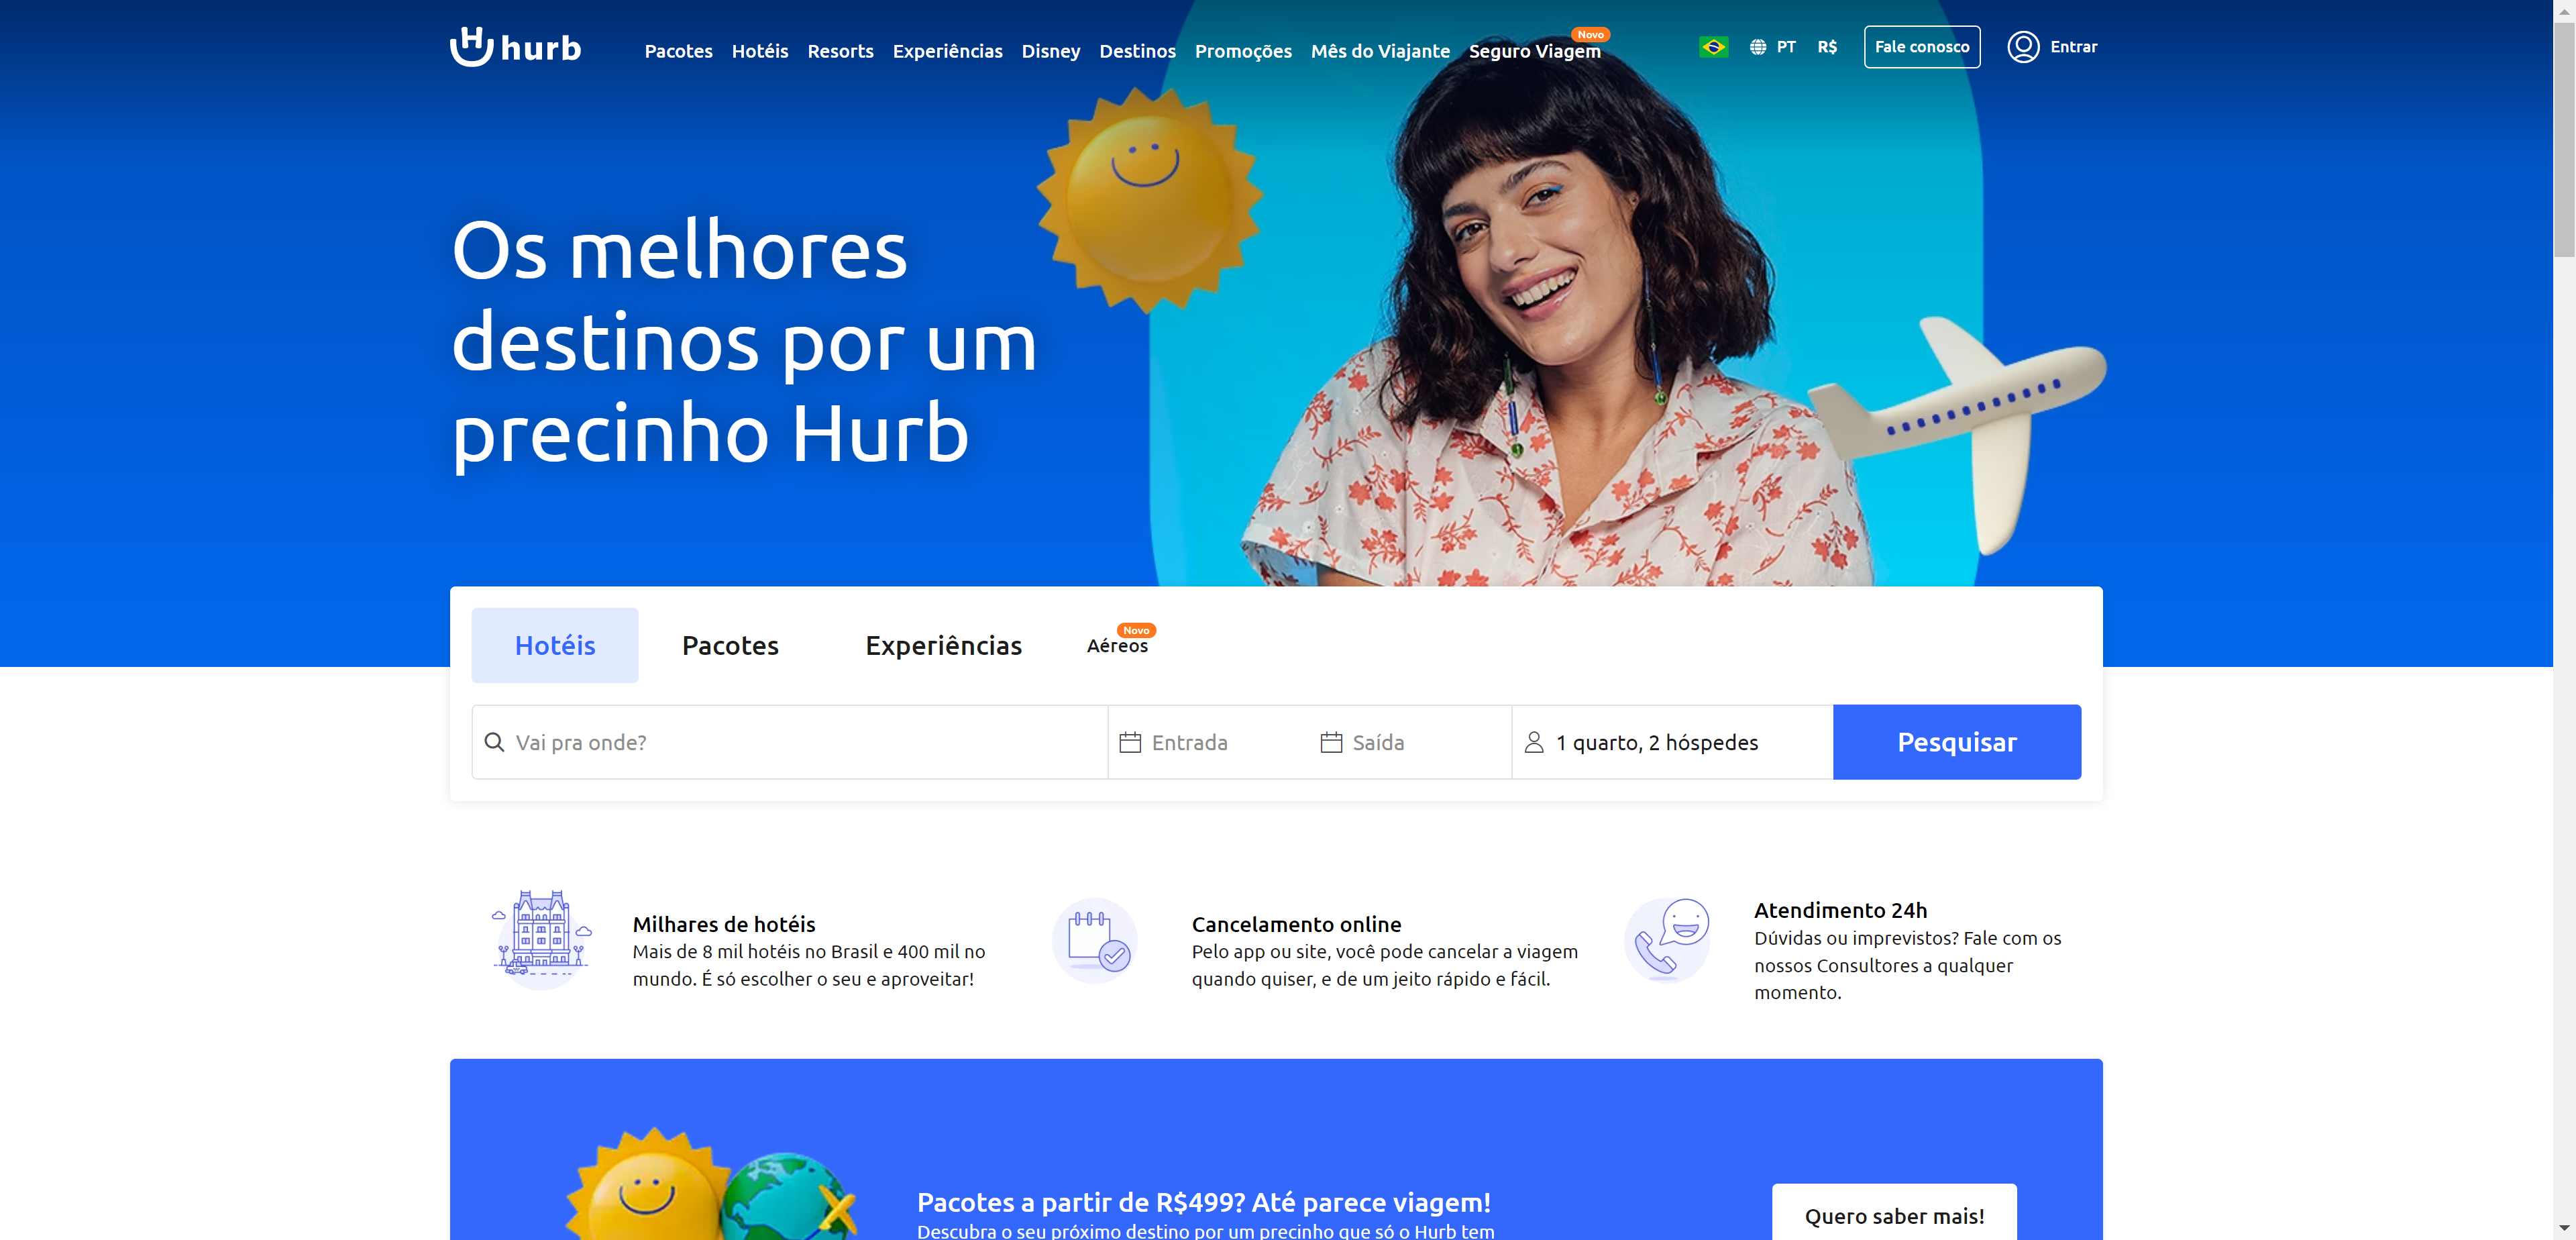 hurb
Pacotes
Hotéis
Resorts
Experiências
Disney
Destinos
Promoções
Mês do Viajante
Novo
Seguro Viagem
PT
R$
Fale conosco
Entrar
Os melhores
destinos por um
precinho Hurb
Hotéis
Pacotes
Experiências
Novo
Aéreos
Vai pra onde?
Entrada
Saída
1 quarto, 2 hóspedes
Pesquisar
Milhares de hotéis
Mais de 8 mil hotéis no Brasil e 400 mil no
mundo. É só escolher o seu e aproveitar!
Cancelamento online
Pelo app ou site, você pode cancelar a viagem
quando quiser, e de um jeito rápido e fácil.
Atendimento 24h
Dúvidas ou imprevistos? Fale com os
nossos Consultores a qualquer
momento.
Pacotes a partir de R$499? Até parece viagem!
Descubra o seu próximo destino por um precinho que só o Hurb tem
Quero saber mais!